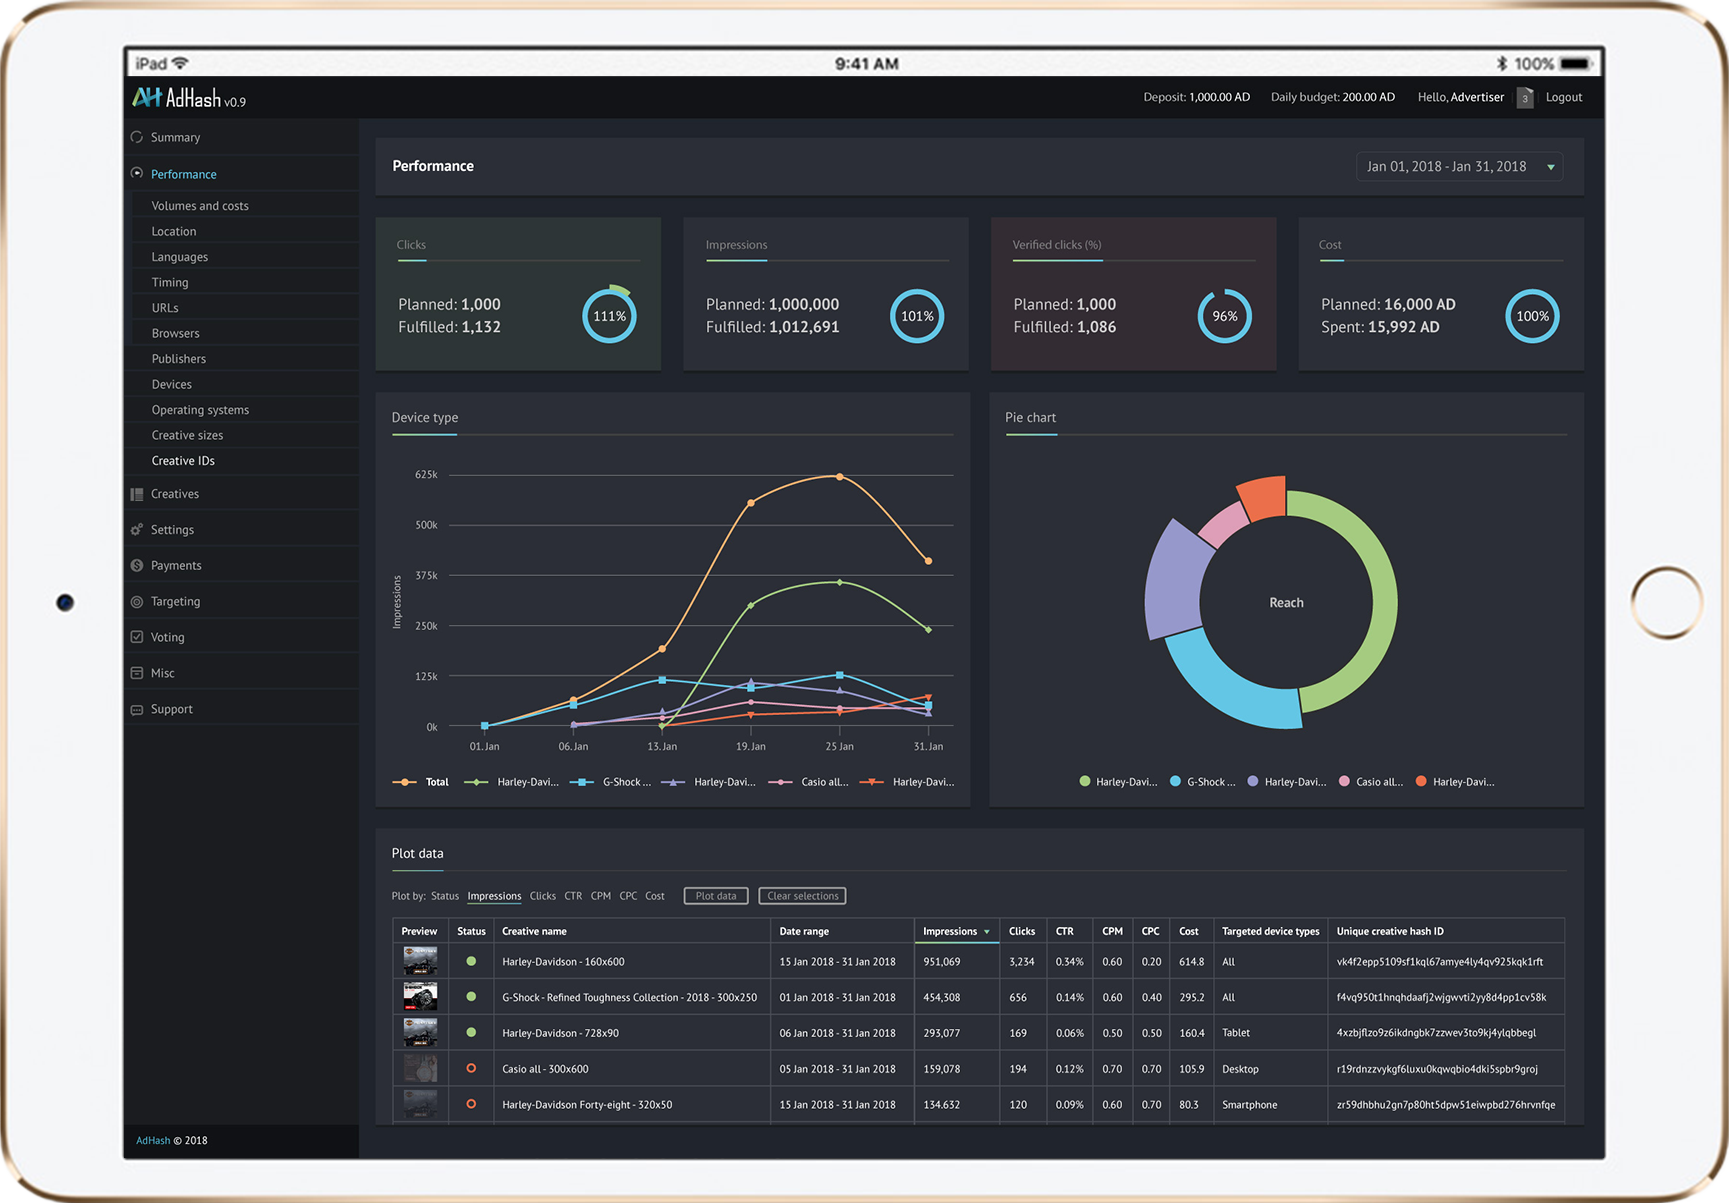 iPad 9:41 AM 100%
AH AdHash v0.9 Deposit: 1,000.00 AD Daily budget: 200.00 AD Hello, Advertiser 3 Logout
Summary
Performance
Volumes and costs
Location
Languages
Timing
URLs
Browsers
Publishers
Devices
Operating systems
Creative sizes
Creative IDs
Creatives
Settings
Payments
Targeting
Voting
Misc
Support
AdHash © 2018
Performance Jan 01, 2018 - Jan 31, 2018
Clicks
Planned: 1,000
Fulfilled: 1,132
111%
Impressions
Planned: 1,000,000
Fulfilled: 1,012,691
101%
Verified clicks (%)
Planned: 1,000
Fulfilled: 1,086
96%
Cost
Planned: 16,000 AD
Spent: 15,992 AD
100%
Device type
Impressions
625k
500k
375k
250k
125k
0k
01.Jan 06.Jan 13.Jan 19.Jan 25 Jan 31.Jan
Total Harley-Davi... G-Shock ... Harley-Davi... Casio all... Harley-Davi...
Pie chart
Reach
Harley-Davi... G-Shock ... Harley-Davi... Casio all... Harley-Davi...
Plot data
Plot by: Status Impressions Clicks CTR CPM CPC Cost Plot data Clear selections
Preview Status Creative name Date range Impressions Clicks CTR CPM CPC Cost Targeted device types Unique creative hash ID
Harley-Davidson - 160x600 15 Jan 2018 - 31 Jan 2018 951,069 3,234 0.34% 0.60 0.20 614.8 All vk4f2epp5109sf1kql67amye4ly4qv925kqk1rft
G-Shock - Refined Toughness Collection - 2018 - 300x250 01 Jan 2018 - 31 Jan 2018 454,308 656 0.14% 0.60 0.40 295.2 All f4vq950t1hnqhdaafj2wjgwvti2yy8d4pp1cv58k
Harley-Davidson - 728x90 06 Jan 2018 - 31 Jan 2018 293,077 169 0.06% 0.50 0.50 160.4 Tablet 4xzbjflzo9z6ikdngbk7zzwev3to9kj4ylqbbegl
Casio all - 300x600 05 Jan 2018 - 31 Jan 2018 159,078 194 0.12% 0.70 0.70 105.9 Desktop r19rdnzzvykgf6luxu0kqwqbio4dki5spbr9groj
Harley-Davidson Forty-eight - 320x50 15 Jan 2018 - 31 Jan 2018 134.632 120 0.09% 0.60 0.70 80.3 Smartphone zr59dhbhu2gn7p80ht5dpw51eiwpbd276hrvnfqe